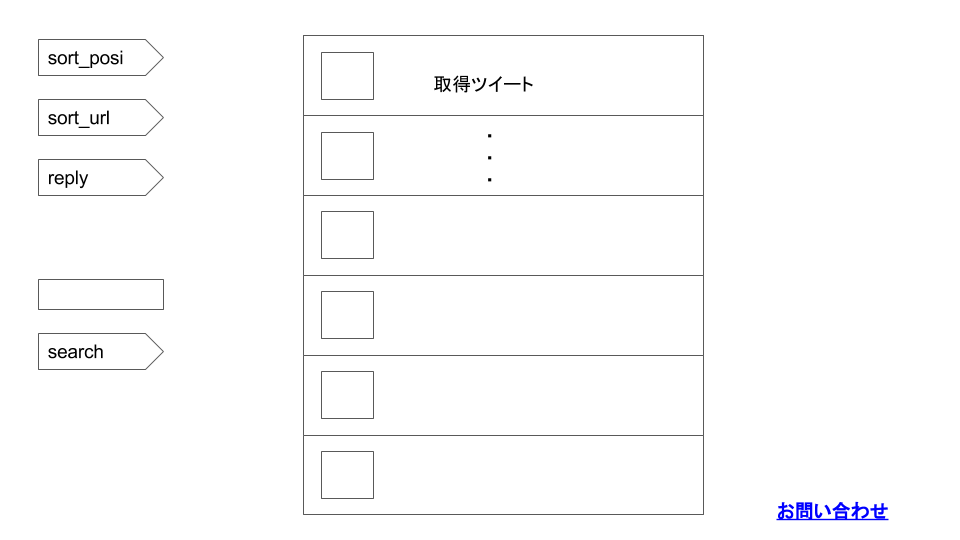 sort_posi
sort_url
reply
search
取得ツイート
・
・
・
お問い合わせ